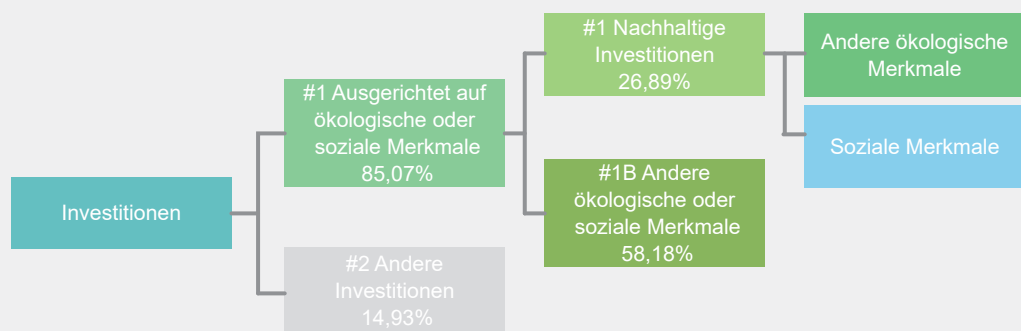 Investitionen
#1 Ausgerichtet auf
ökologische oder
soziale Merkmale
85,07%
#2 Andere
Investitionen
14,93%
#1 Nachhaltige
Investitionen
26,89%
#1B Andere
ökologische oder
soziale Merkmale
58,18%
Andere ökologische
Merkmale
Soziale Merkmale